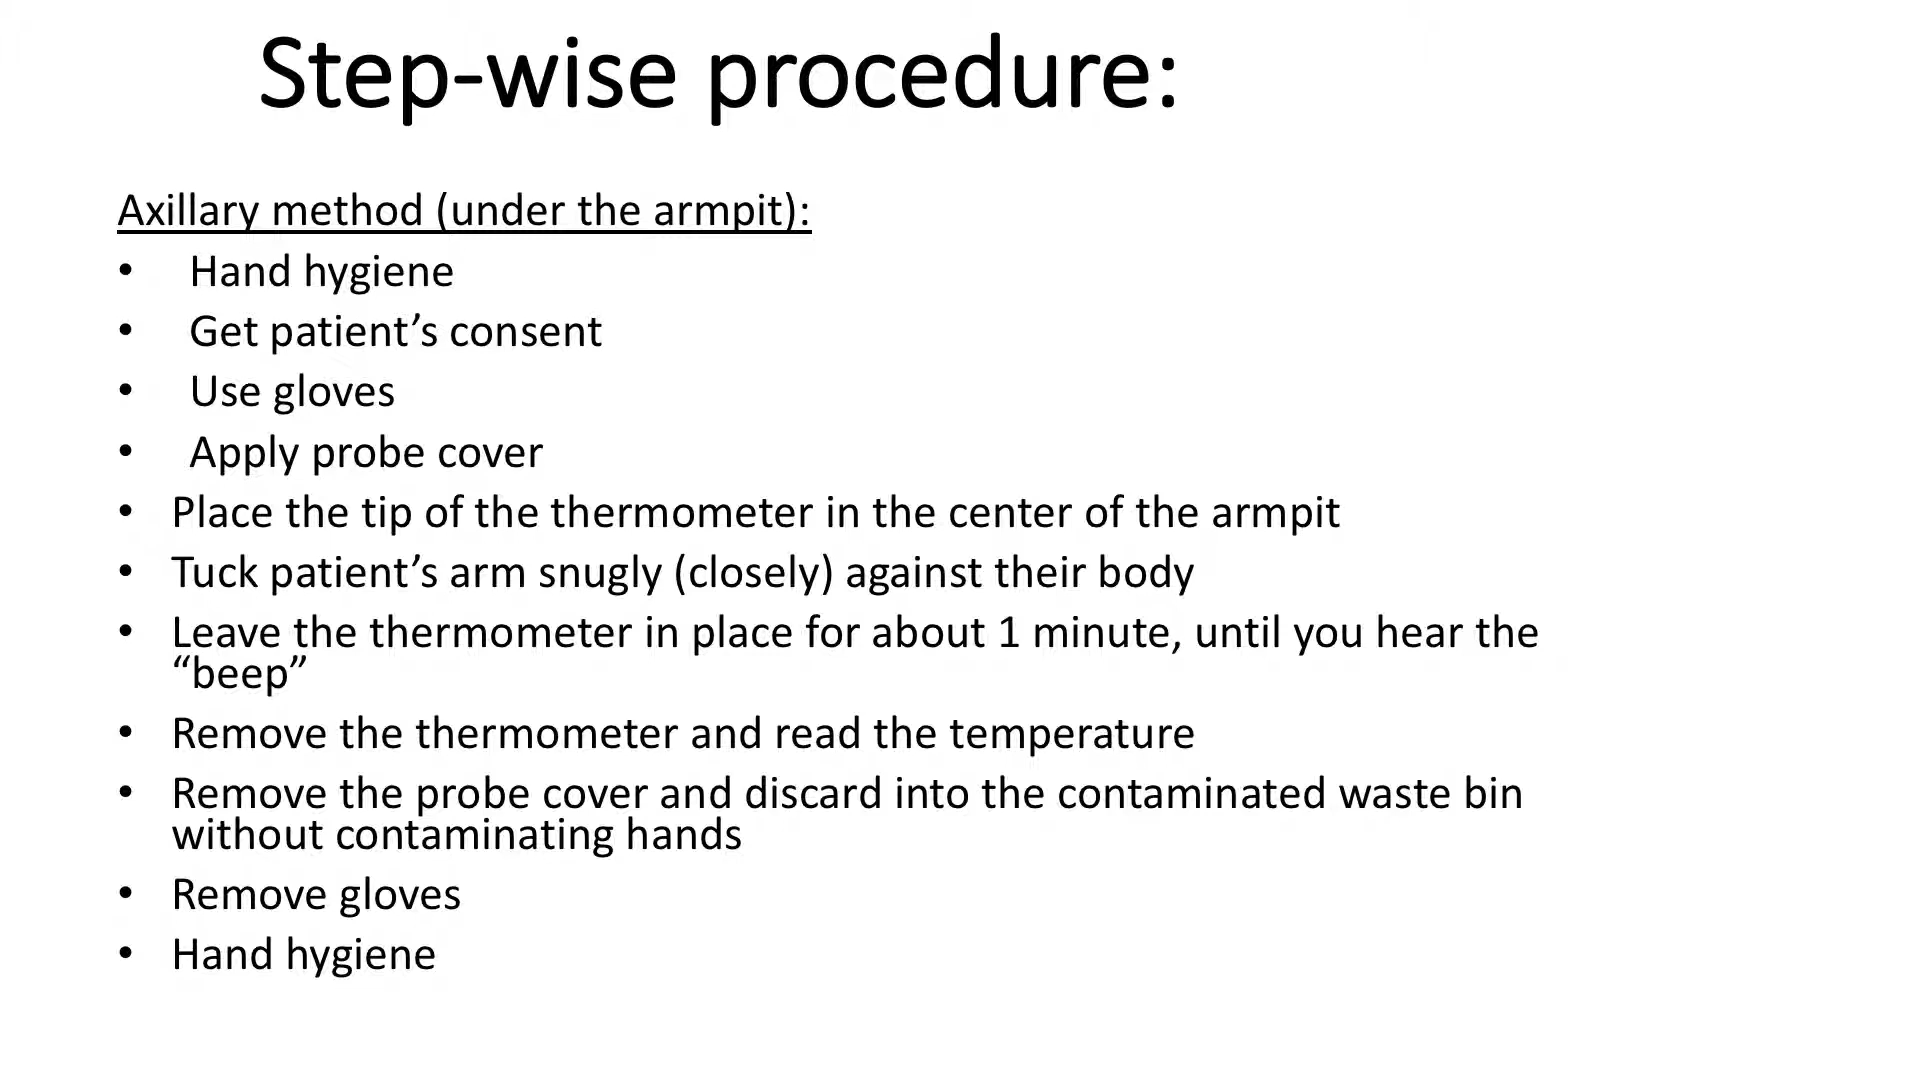 Step-wise procedure:
Axillary method (under the armpit):
• Hand hygiene
• Get patient’s consent
• Use gloves
• Apply probe cover
• Place the tip of the thermometer in the center of the armpit
• Tuck patient’s arm snugly (closely) against their body
• Leave the thermometer in place for about 1 minute, until you hear the
“beep”
• Remove the thermometer and read the temperature
• Remove the probe cover and discard into the contaminated waste bin
without contaminating hands
• Remove gloves
• Hand hygiene